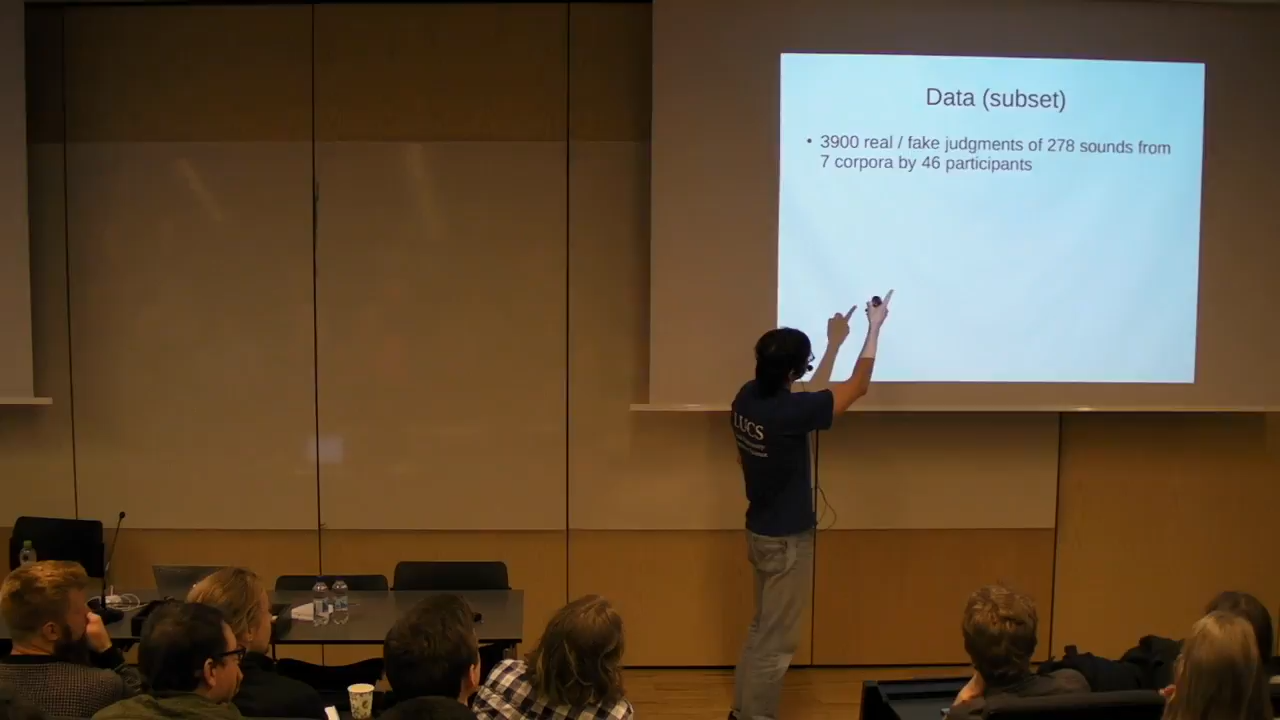 Data (subset)
• 3900 real / fake judgments of 278 sounds from
7 corpora by 46 participants
LUCS